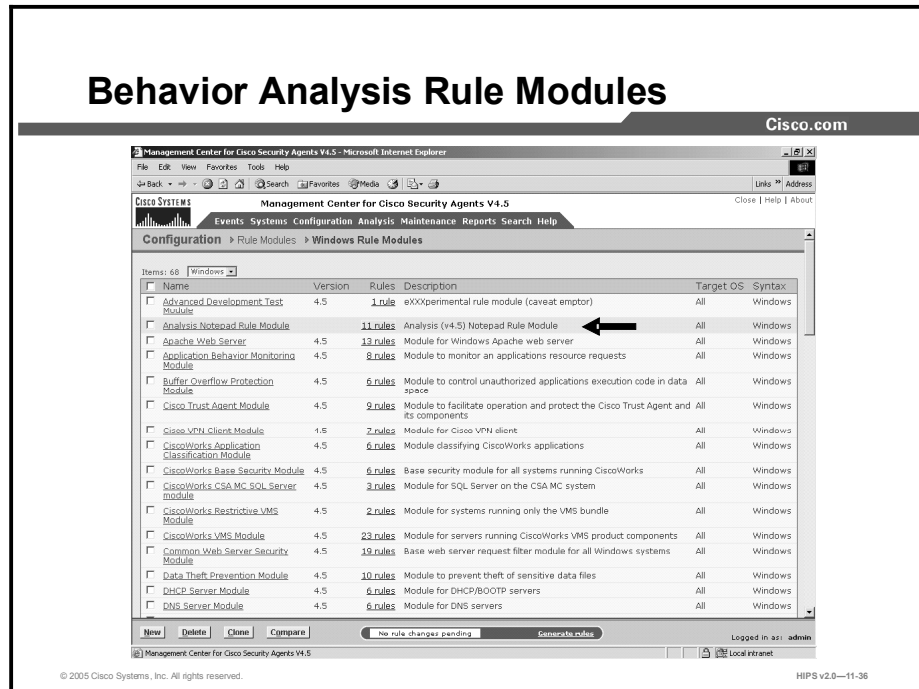 Behavior Analysis Rule Modules
Cisco.com
Management Center for Cisco Security Agents V4.5 - Microsoft Internet Explorer
File Edit View Favorites Tools Help
Back Search Favorites Media Links » Address
CISCO SYSTEMS Management Center for Cisco Security Agents V4.5 Close | Help | About
Events Systems Configuration Analysis Maintenance Reports Search Help
Configuration Rule Modules Windows Rule Modules
Items: 68 Windows
Name Version Rules Description Target OS Syntax
Advanced Development Test 4.5 1 rule eXXXperimental rule module (caveat emptor) All Windows
Module
Analysis Notepad Rule Module 11 rules Analysis (v4.5) Notepad Rule Module All Windows
Apache Web Server 4.5 13 rules Module for Windows Apache web server All Windows
Application Behavior Monitoring 4.5 8 rules Module to monitor an applications resource requests All Windows
Module
Buffer Overflow Protection 4.5 6 rules Module to control unauthorized applications execution code in data All Windows
Module space
Cisco Trust Agent Module 4.5 9 rules Module to facilitate operation and protect the Cisco Trust Agent and All Windows
its components
Cisco VPN Client Module 4.5 7 rules Module for Cisco VPN client All Windows
CiscoWorks Application 4.5 6 rules Module classifying CiscoWorks applications All Windows
Classification Module
CiscoWorks Base Security Module 4.5 6 rules Base security module for all systems running CiscoWorks All Windows
CiscoWorks CSA MC SQL Server 4.5 3 rules Module for SQL Server on the CSA MC system All Windows
module
CiscoWorks Restrictive VMS 4.5 2 rules Module for systems running only the VMS bundle All Windows
Module
CiscoWorks VMS Module 4.5 23 rules Module for servers running CiscoWorks VMS product components All Windows
Common Web Server Security 4.5 19 rules Base web server request filter module for all Windows systems All Windows
Module
Data Theft Prevention Module 4.5 10 rules Module to prevent theft of sensitive data files All Windows
DHCP Server Module 4.5 6 rules Module for DHCP/BOOTP servers All Windows
DNS Server Module 4.5 6 rules Module for DNS servers All Windows
New Delete Clone Compare No rule changes pending Generate rules Logged in as: admin
Management Center for Cisco Security Agents V4.5 Local intranet
© 2005 Cisco Systems, Inc. All rights reserved. HIPS v2.0—11-36